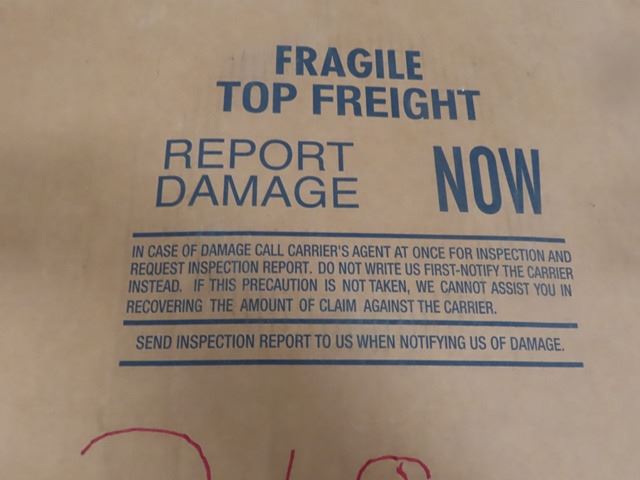 FRAGILE
TOP FREIGHT
REPORT
DAMAGE
NOW
IN CASE OF DAMAGE CALL CARRIER'S AGENT AT ONCE FOR INSPECTION AND
REQUEST INSPECTION REPORT. DO NOT WRITE US FIRST-NOTIFY THE CARRIER
INSTEAD. IF THIS PRECAUTION IS NOT TAKEN, WE CANNOT ASSIST YOU IN
RECOVERING THE AMOUNT OF CLAIM AGAINST THE CARRIER.
SEND INSPECTION REPORT TO US WHEN NOTIFYING US OF DAMAGE.